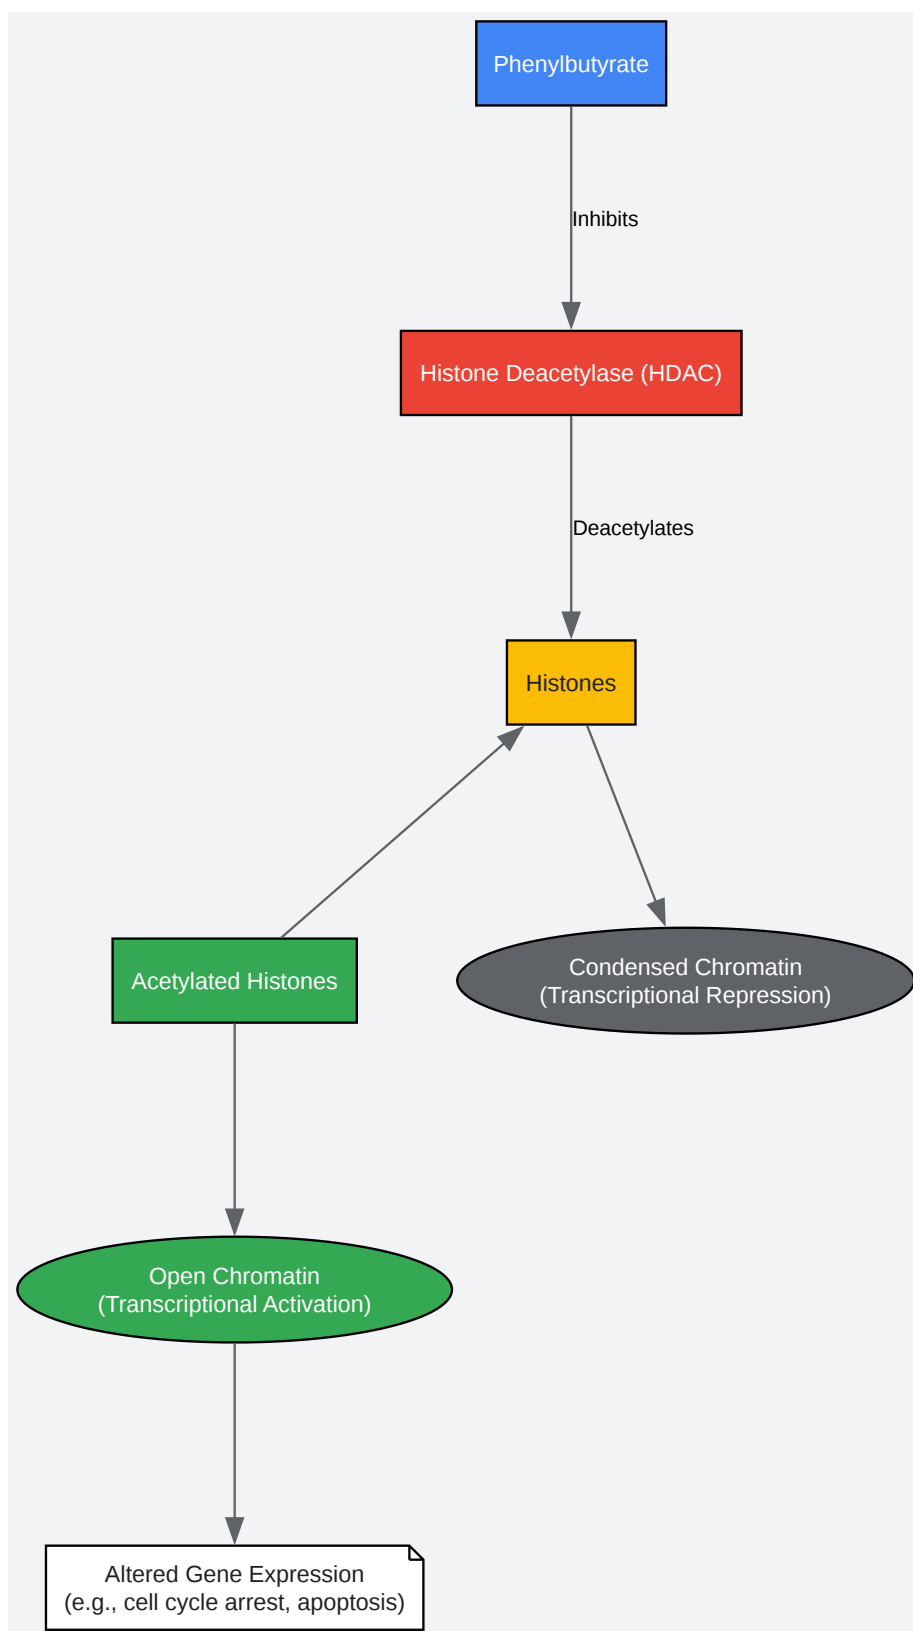 Phenylbutyrate
Inhibits
Histone Deacetylase (HDAC)
Deacetylates
Histones
Acetylated Histones
Condensed Chromatin
(Transcriptional Repression)
Open Chromatin
(Transcriptional Activation)
Altered Gene Expression
(e.g., cell cycle arrest, apoptosis)